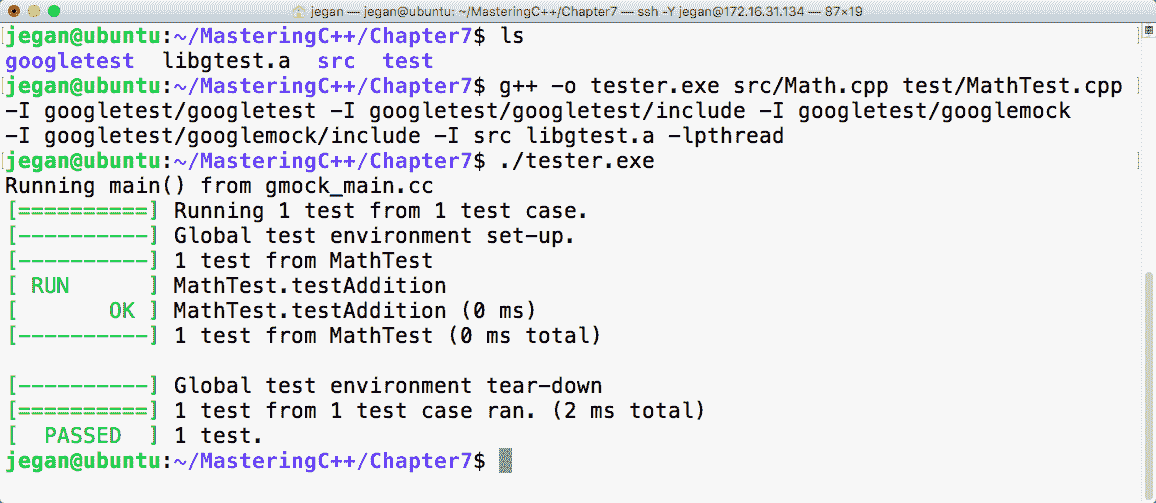 jegan — jegan@ubuntu: ~/MasteringC++/Chapter7 — ssh -Y jegan@172.16.31.134 — 87×19
jegan@ubuntu:~/MasteringC++/Chapter7$ ls
googletest  libgtest.a  src  test
jegan@ubuntu:~/MasteringC++/Chapter7$ g++ -o tester.exe src/Math.cpp test/MathTest.cpp
-I googletest/googletest -I googletest/googletest/include -I googletest/googlemock
-I googletest/googlemock/include -I src libgtest.a -lpthread
jegan@ubuntu:~/MasteringC++/Chapter7$ ./tester.exe
Running main() from gmock_main.cc
[==========] Running 1 test from 1 test case.
[----------] Global test environment set-up.
[----------] 1 test from MathTest
[ RUN      ] MathTest.testAddition
[       OK ] MathTest.testAddition (0 ms)
[----------] 1 test from MathTest (0 ms total)
[----------] Global test environment tear-down
[==========] 1 test from 1 test case ran. (2 ms total)
[  PASSED  ] 1 test.
jegan@ubuntu:~/MasteringC++/Chapter7$